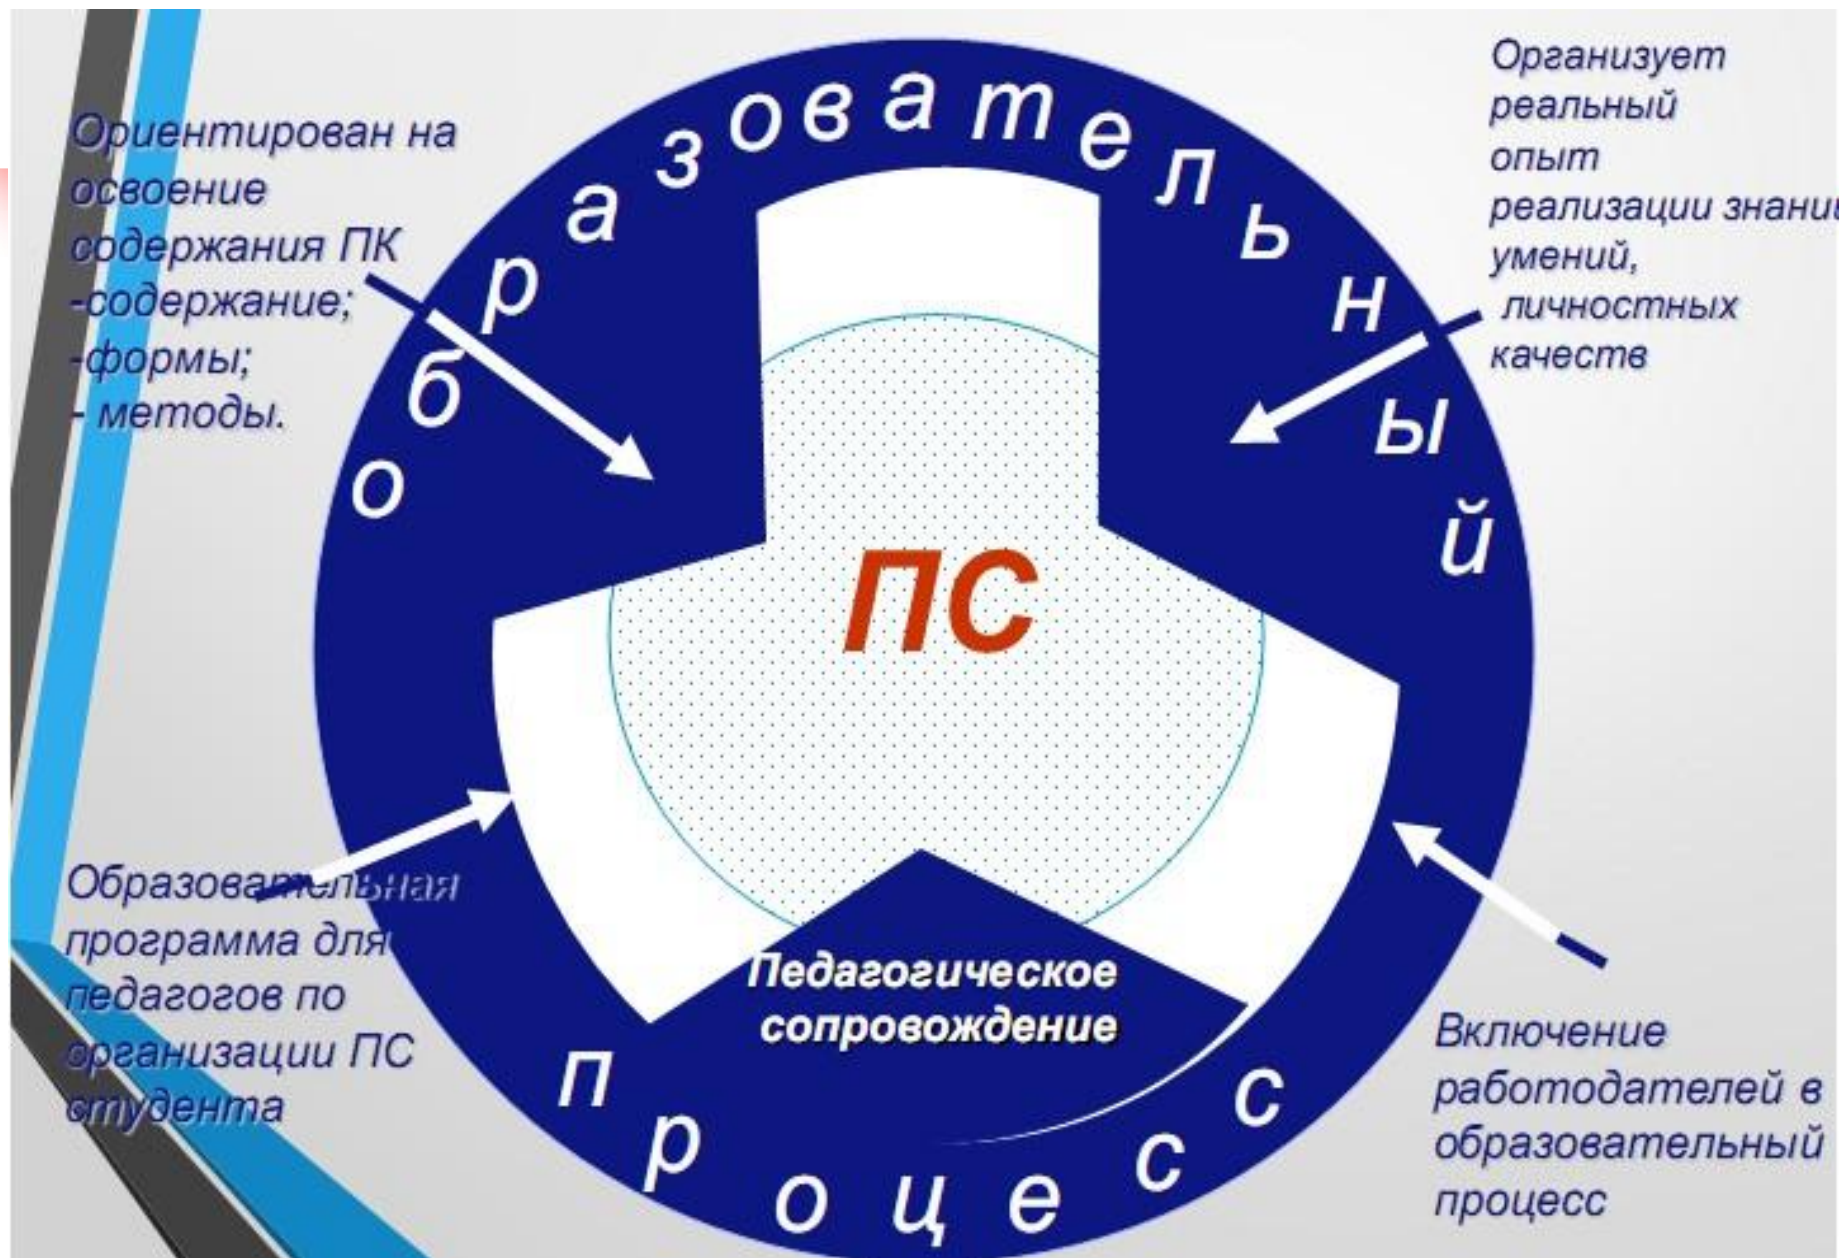 образовательный
процесс
Ориентирован на
освоение
содержания ПК
-содержание;
-формы;
- методы.
Организует
реальный
опыт
реализации знани
умений,
личностных
качеств
ПС
Педагогическое
сопровождение
Образовательная
программа для
педагогов по
организации ПС
студента
Включение
работодателей в
образовательный
процесс